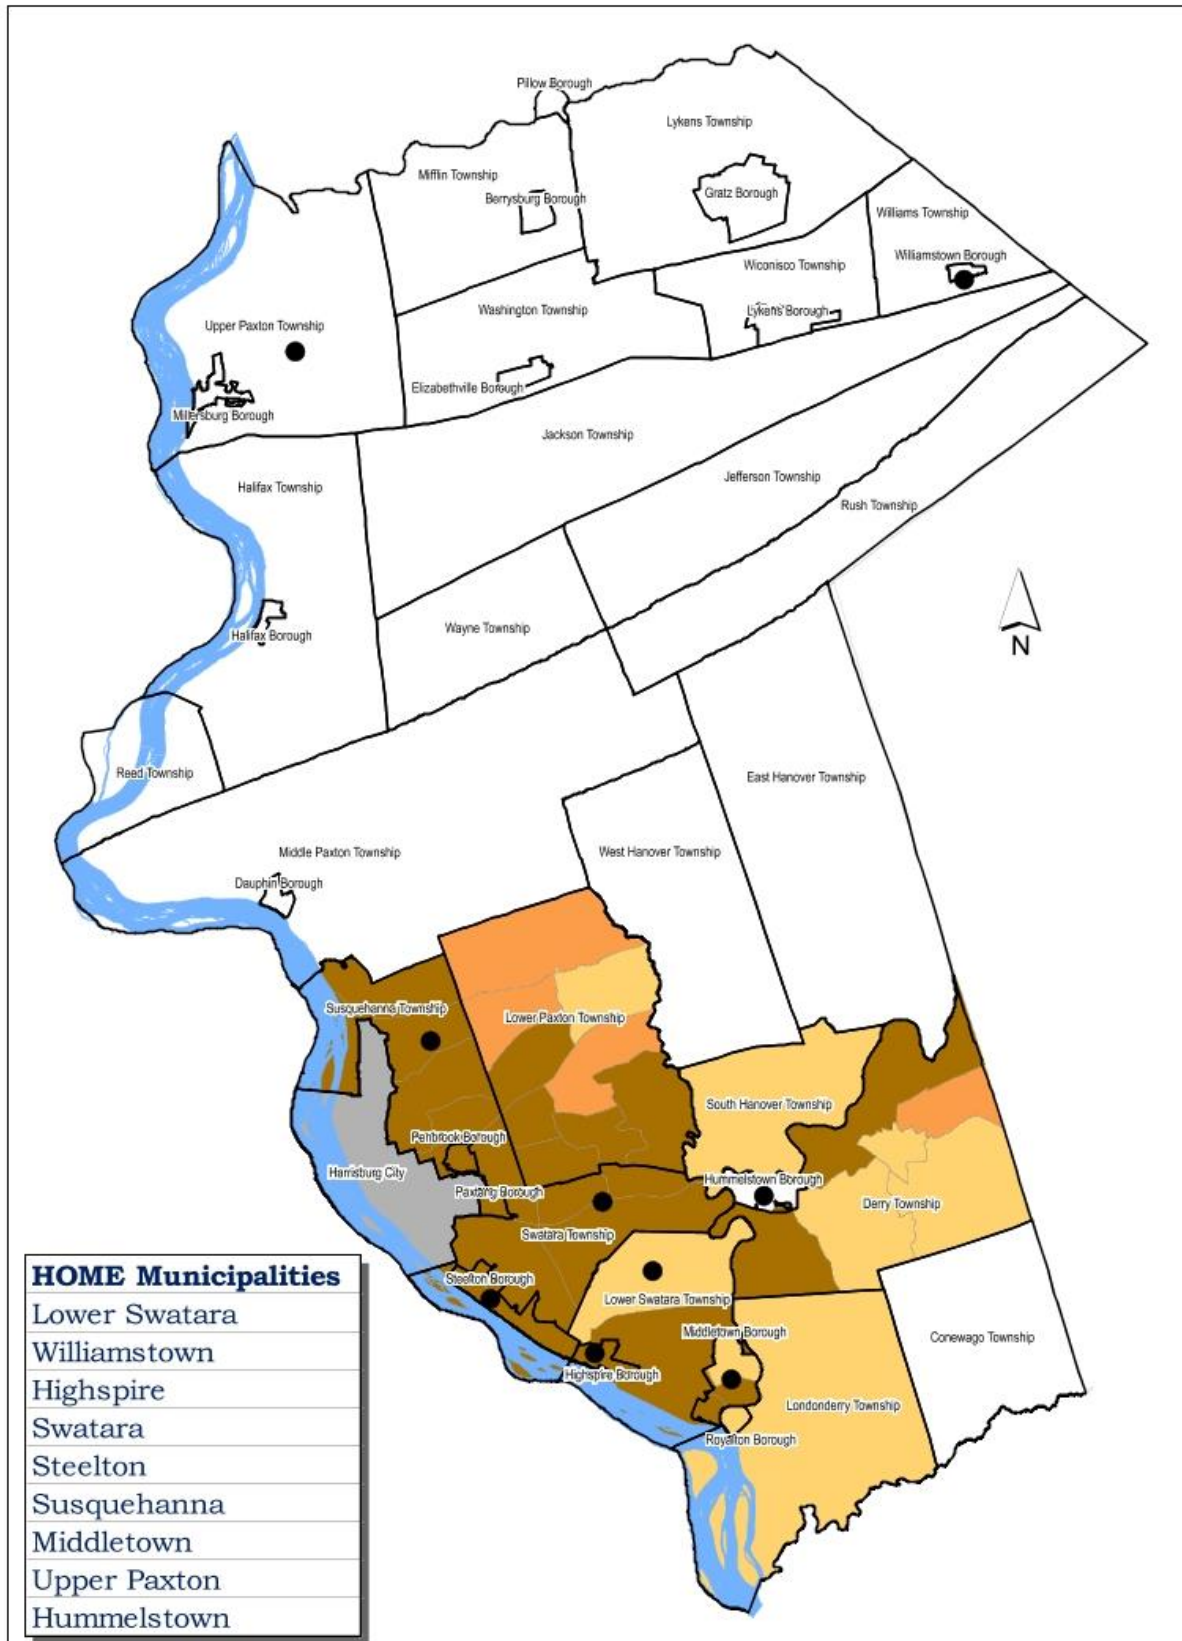 Pillow Borough
Lykens Township
Mifflin Township
Berrysburg Borough
Gratz Borough
Williams Township
Williamstown Borough
Wiconisco Township
Washington Township
Lykens Borough
Upper Paxton Township
Elizabethville Borough
Millersburg Borough
Jackson Township
Jefferson Township
Halifax Township
Rush Township
Wayne Township
Halifax Borough
N
Reed Township
East Hanover Township
Middle Paxton Township
West Hanover Township
Dauphin Borough
Susquehanna Township
Lower Paxton Township
South Hanover Township
Penbrook Borough
Harrisburg City
Hummelstown Borough
Paxtang Borough
Derry Township
Swatara Township
Steelton Borough
Lower Swatara Township
Middletown Borough
Conewago Township
Highspire Borough
Londonderry Township
Royalton Borough
HOME Municipalities
Lower Swatara
Williamstown
Highspire
Swatara
Steelton
Susquehanna
Middletown
Upper Paxton
Hummelstown